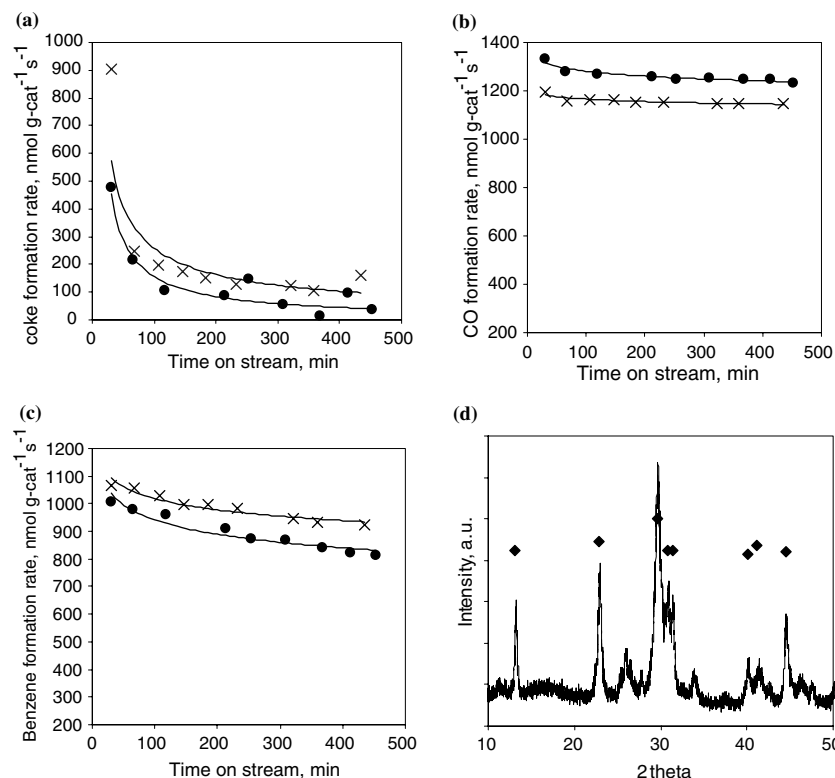 (a)
1000
900
800
700
600
500
400
300
200
100
0
coke formation rate, nmol g-cat⁻¹ s⁻¹
0 100 200 300 400 500
Time on stream, min
(b)
1400
1200
1000
800
600
400
200
CO formation rate, nmol g-cat⁻¹ s⁻¹
0 100 200 300 400 500
Time on stream, min
(c)
1200
1100
1000
900
800
700
600
500
400
300
200
Benzene formation rate, nmol g-cat⁻¹ s⁻¹
0 100 200 300 400 500
Time on stream, min
(d)
Intensity, a.u.
10 20 30 40 50
2 theta